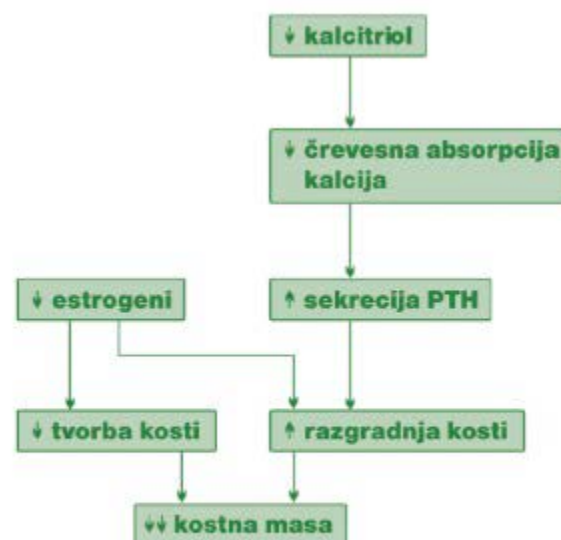 ↓ kalcitriol
↓ črevesna absorpcija
kalcija
↓ estrogeni
↑ sekrecija PTH
↓ tvorba kosti
↑ razgradnja kosti
↓↓ kostna masa